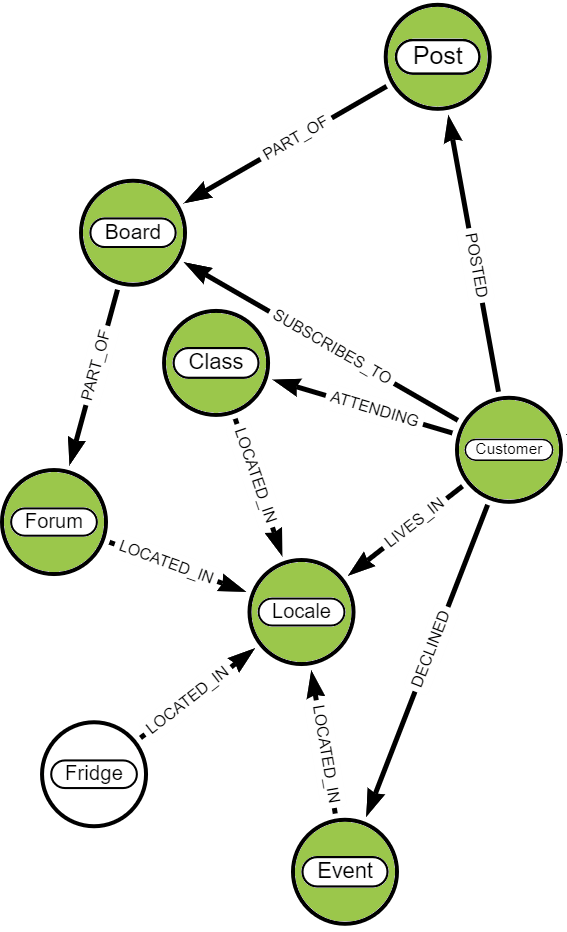 Post
PART_OF
Board
POSTED
SUBSCRIBES_TO
PART_OF
Class
ATTENDING
Customer
LOCATED_IN
Forum
LIVES_IN
LOCATED_IN
Locale
DECLINED
LOCATED_IN
LOCATED_IN
Fridge
Event